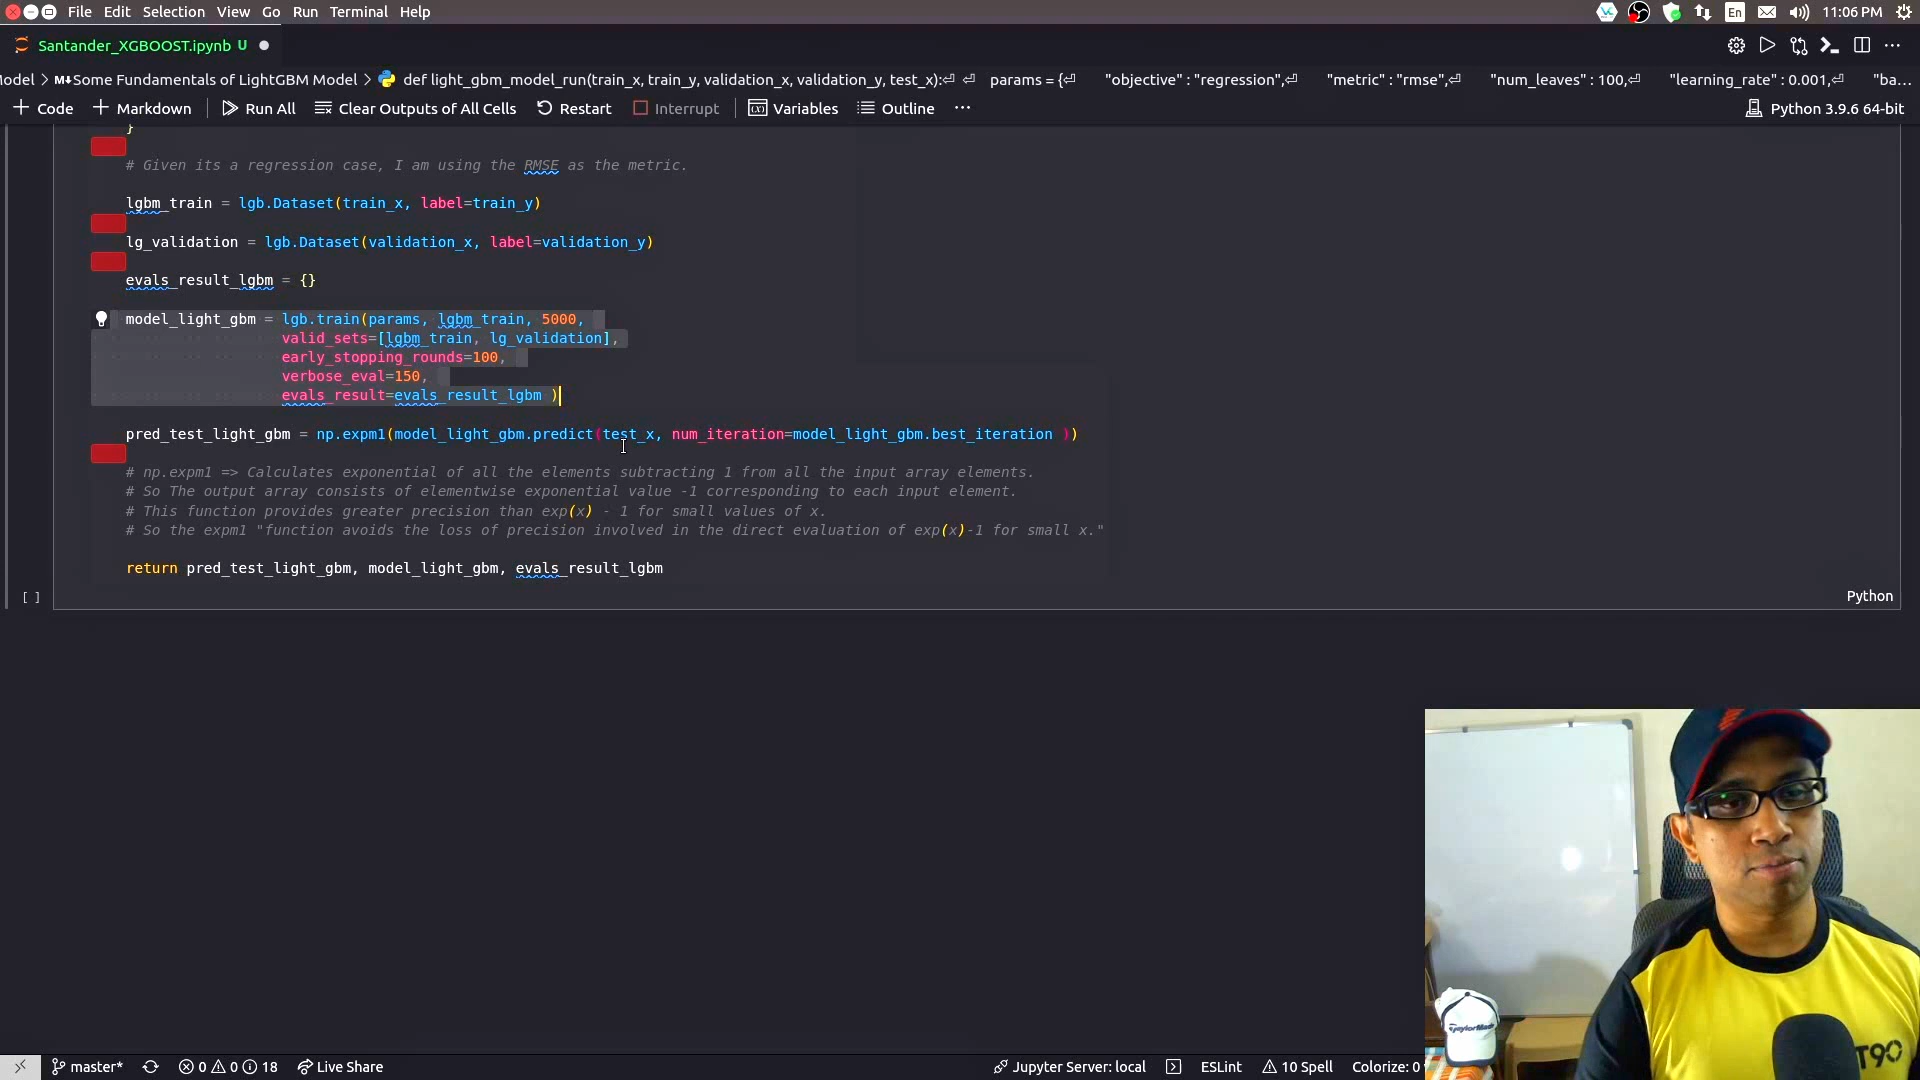 File Edit Selection View Go Run Terminal Help
En 11:06 PM
Santander_XGBOOST.ipynb U
Model > M↓Some Fundamentals of LightGBM Model > def light_gbm_model_run(train_x, train_y, validation_x, validation_y, test_x):⏎ ⏎ params = {⏎ "objective" : "regression",⏎ "metric" : "rmse",⏎ "num_leaves" : 100,⏎ "learning_rate" : 0.001,⏎ "ba...
+ Code + Markdown Run All Clear Outputs of All Cells Restart Interrupt Variables Outline ... Python 3.9.6 64-bit
}
# Given its a regression case, I am using the RMSE as the metric.
lgbm_train = lgb.Dataset(train_x, label=train_y)
lg_validation = lgb.Dataset(validation_x, label=validation_y)
evals_result_lgbm = {}
model_light_gbm = lgb.train(params, lgbm_train, 5000,
valid_sets=[lgbm_train, lg_validation],
early_stopping_rounds=100,
verbose_eval=150,
evals_result=evals_result_lgbm )
pred_test_light_gbm = np.expm1(model_light_gbm.predict(test_x, num_iteration=model_light_gbm.best_iteration ))
# np.expm1 => Calculates exponential of all the elements subtracting 1 from all the input array elements.
# So The output array consists of elementwise exponential value -1 corresponding to each input element.
# This function provides greater precision than exp(x) - 1 for small values of x.
# So the expm1 "function avoids the loss of precision involved in the direct evaluation of exp(x)-1 for small x."
return pred_test_light_gbm, model_light_gbm, evals_result_lgbm
[ ] Python
TaylorMade
T90
master* 0 0 18 Live Share Jupyter Server: local ESLint 10 Spell Colorize: 0